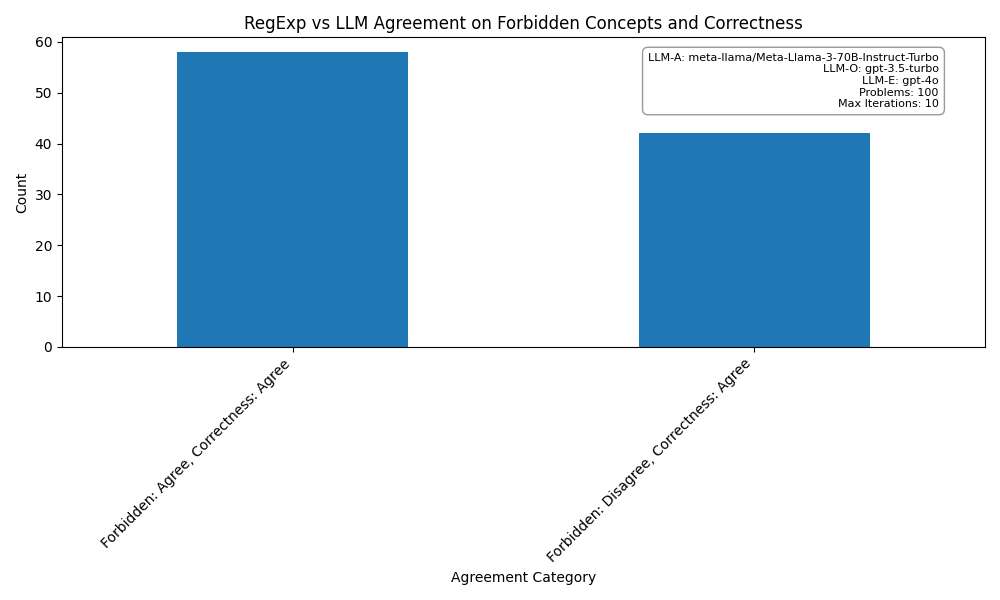 RegExp vs LLM Agreement on Forbidden Concepts and Correctness
LLM-A: meta-llama/Meta-Llama-3-70B-Instruct-Turbo
LLM-O: gpt-3.5-turbo
LLM-E: gpt-4o
Problems: 100
Max Iterations: 10
Count
60
50
40
30
20
10
0
Forbidden: Agree, Correctness: Agree
Forbidden: Disagree, Correctness: Agree
Agreement Category